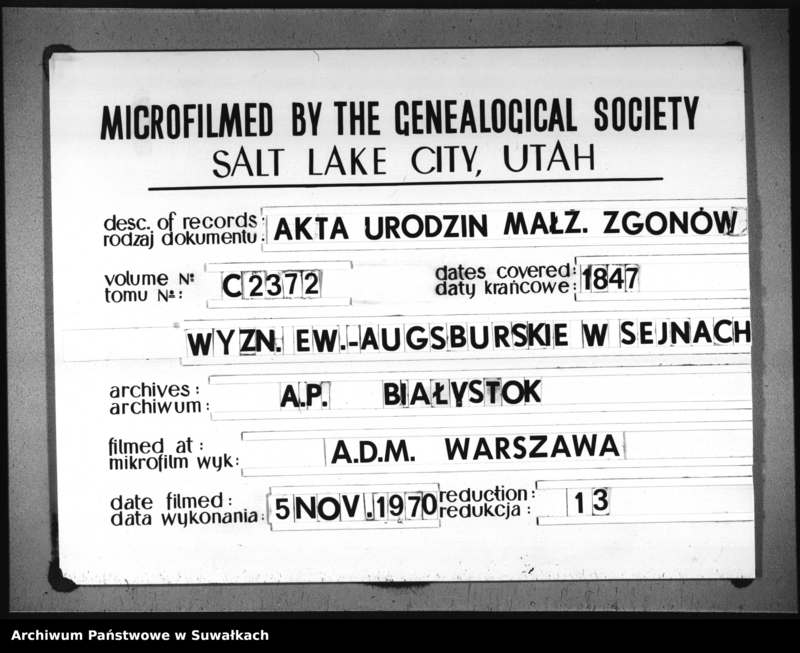 MICROFILMED BY THE GENEALOGICAL SOCIETY
SALT LAKE CITY, UTAH
desc. of records: AKTA URODZIN MAŁŻ. ZGONÓW
rodzaj dokumentu:
volume №: C2372 dates covered: 1847
tomu №: daty krańcowe:
WYZN. EW.-AUGSBURSKIE W SEJNACH
archives: A.P. BIAŁYSTOK
archiwum:
filmed at: A.D.M. WARSZAWA
mikrofilm wyk:
date filmed: 5 NOV. 1970 reduction: 13
data wykonania: redukcja:
Archiwum Państwowe w Suwałkach